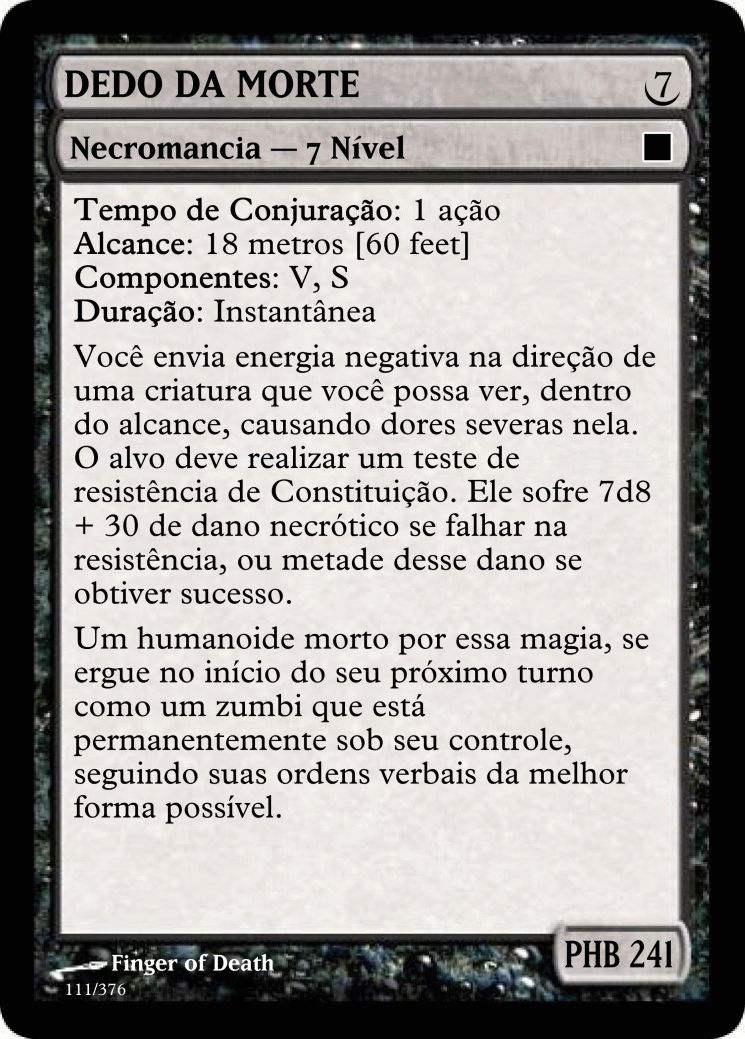 DEDO DA MORTE 7
Necromancia — 7 Nível
Tempo de Conjuração: 1 ação
Alcance: 18 metros [60 feet]
Componentes: V, S
Duração: Instantânea
Você envia energia negativa na direção de
uma criatura que você possa ver, dentro
do alcance, causando dores severas nela.
O alvo deve realizar um teste de
resistência de Constituição. Ele sofre 7d8
+ 30 de dano necrótico se falhar na
resistência, ou metade desse dano se
obtiver sucesso.
Um humanoide morto por essa magia, se
ergue no início do seu próximo turno
como um zumbi que está
permanentemente sob seu controle,
seguindo suas ordens verbais da melhor
forma possível.
PHB 241
Finger of Death
111/376